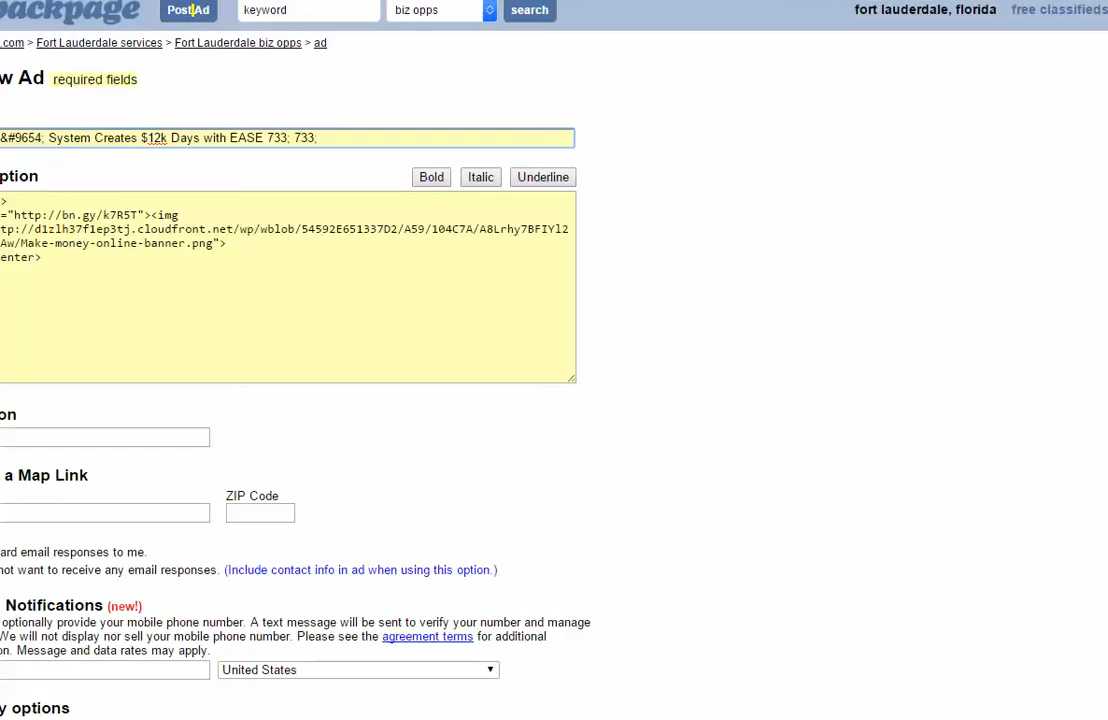 backpage Post Ad keyword biz opps search fort lauderdale, florida free classifieds
.com > Fort Lauderdale services > Fort Lauderdale biz opps > ad
w Ad required fields
&#9654; System Creates $12k Days with EASE 733; 733;
ption Bold Italic Underline
>
="http://bn.gy/k7R5T"><img
tp://d1zlh37f1ep3tj.cloudfront.net/wp/wblob/54592E651337D2/A59/104C7A/A8Lrhy7BFIYl2
Aw/Make-money-online-banner.png">
enter>
on
a Map Link
ZIP Code
ard email responses to me.
not want to receive any email responses. (Include contact info in ad when using this option.)
Notifications (new!)
optionally provide your mobile phone number. A text message will be sent to verify your number and manage
We will not display nor sell your mobile phone number. Please see the agreement terms for additional
on. Message and data rates may apply.
United States
y options